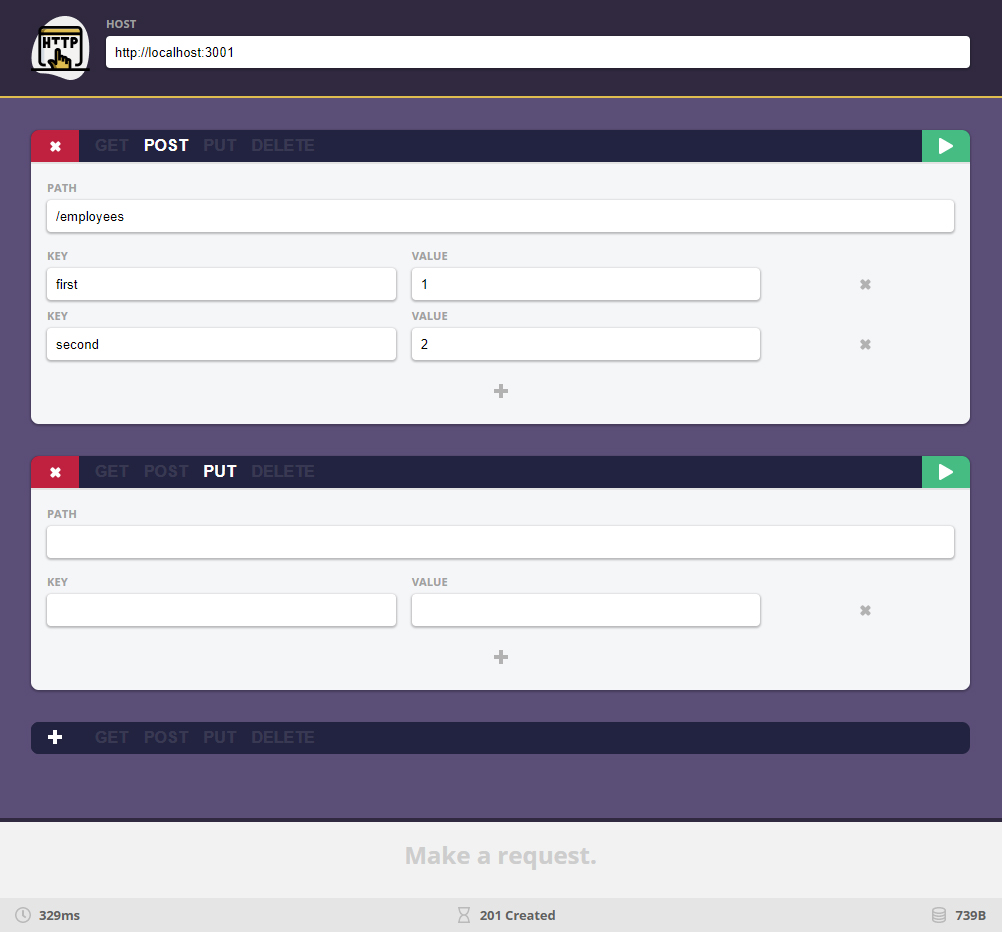 HTTP
HOST
http://localhost:3001
GET POST PUT DELETE
PATH
/employees
KEY VALUE
first 1
KEY VALUE
second 2
GET POST PUT DELETE
PATH
KEY VALUE
GET POST PUT DELETE
Make a request.
329ms 201 Created 739B